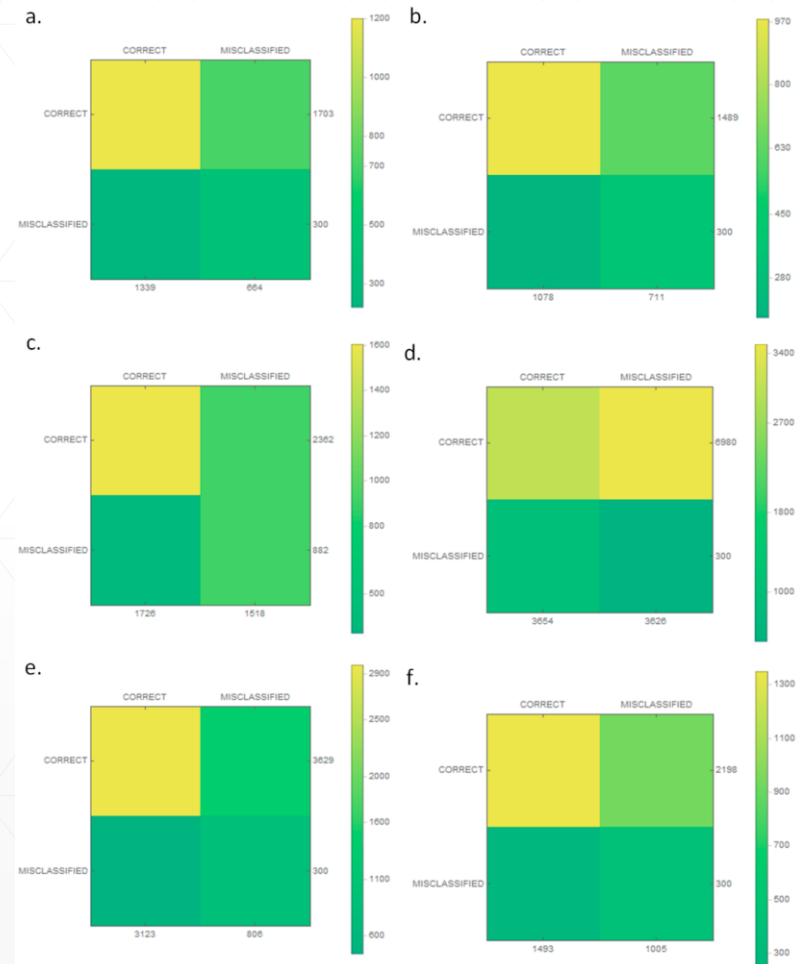 a.
CORRECT MISCLASSIFIED
CORRECT 1703
MISCLASSIFIED 300
1339 664
1200
1000
800
700
500
300
b.
CORRECT MISCLASSIFIED
CORRECT 1489
MISCLASSIFIED 300
1078 711
970
800
630
450
280
c.
CORRECT MISCLASSIFIED
CORRECT 2362
MISCLASSIFIED 882
1726 1518
1600
1400
1200
1000
800
500
d.
CORRECT MISCLASSIFIED
CORRECT 6980
MISCLASSIFIED 300
3654 3626
3400
2700
1800
1000
e.
CORRECT MISCLASSIFIED
CORRECT 3629
MISCLASSIFIED 300
3123 806
2900
2500
2000
1600
1100
600
f.
CORRECT MISCLASSIFIED
CORRECT 2198
MISCLASSIFIED 300
1493 1005
1300
1100
900
700
500
300